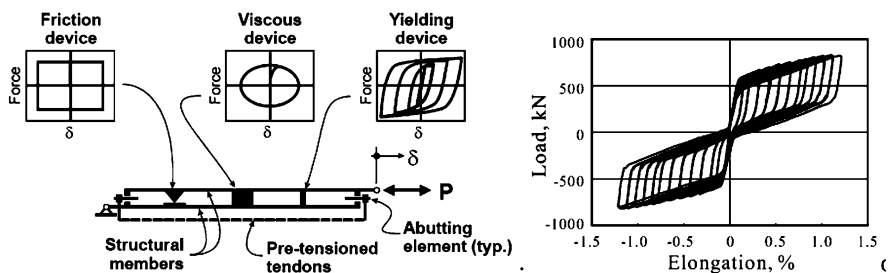 Friction
device
Viscous
device
Yielding
device
Force
δ
Force
δ
Force
δ
δ
P
Structural
members
Pre-tensioned
tendons
Abutting
element (typ.)
.
Load, kN
1000
500
0
-500
-1000
-1.5 -1.0 -0.5 0 0.5 1.0 1.5
Elongation, %